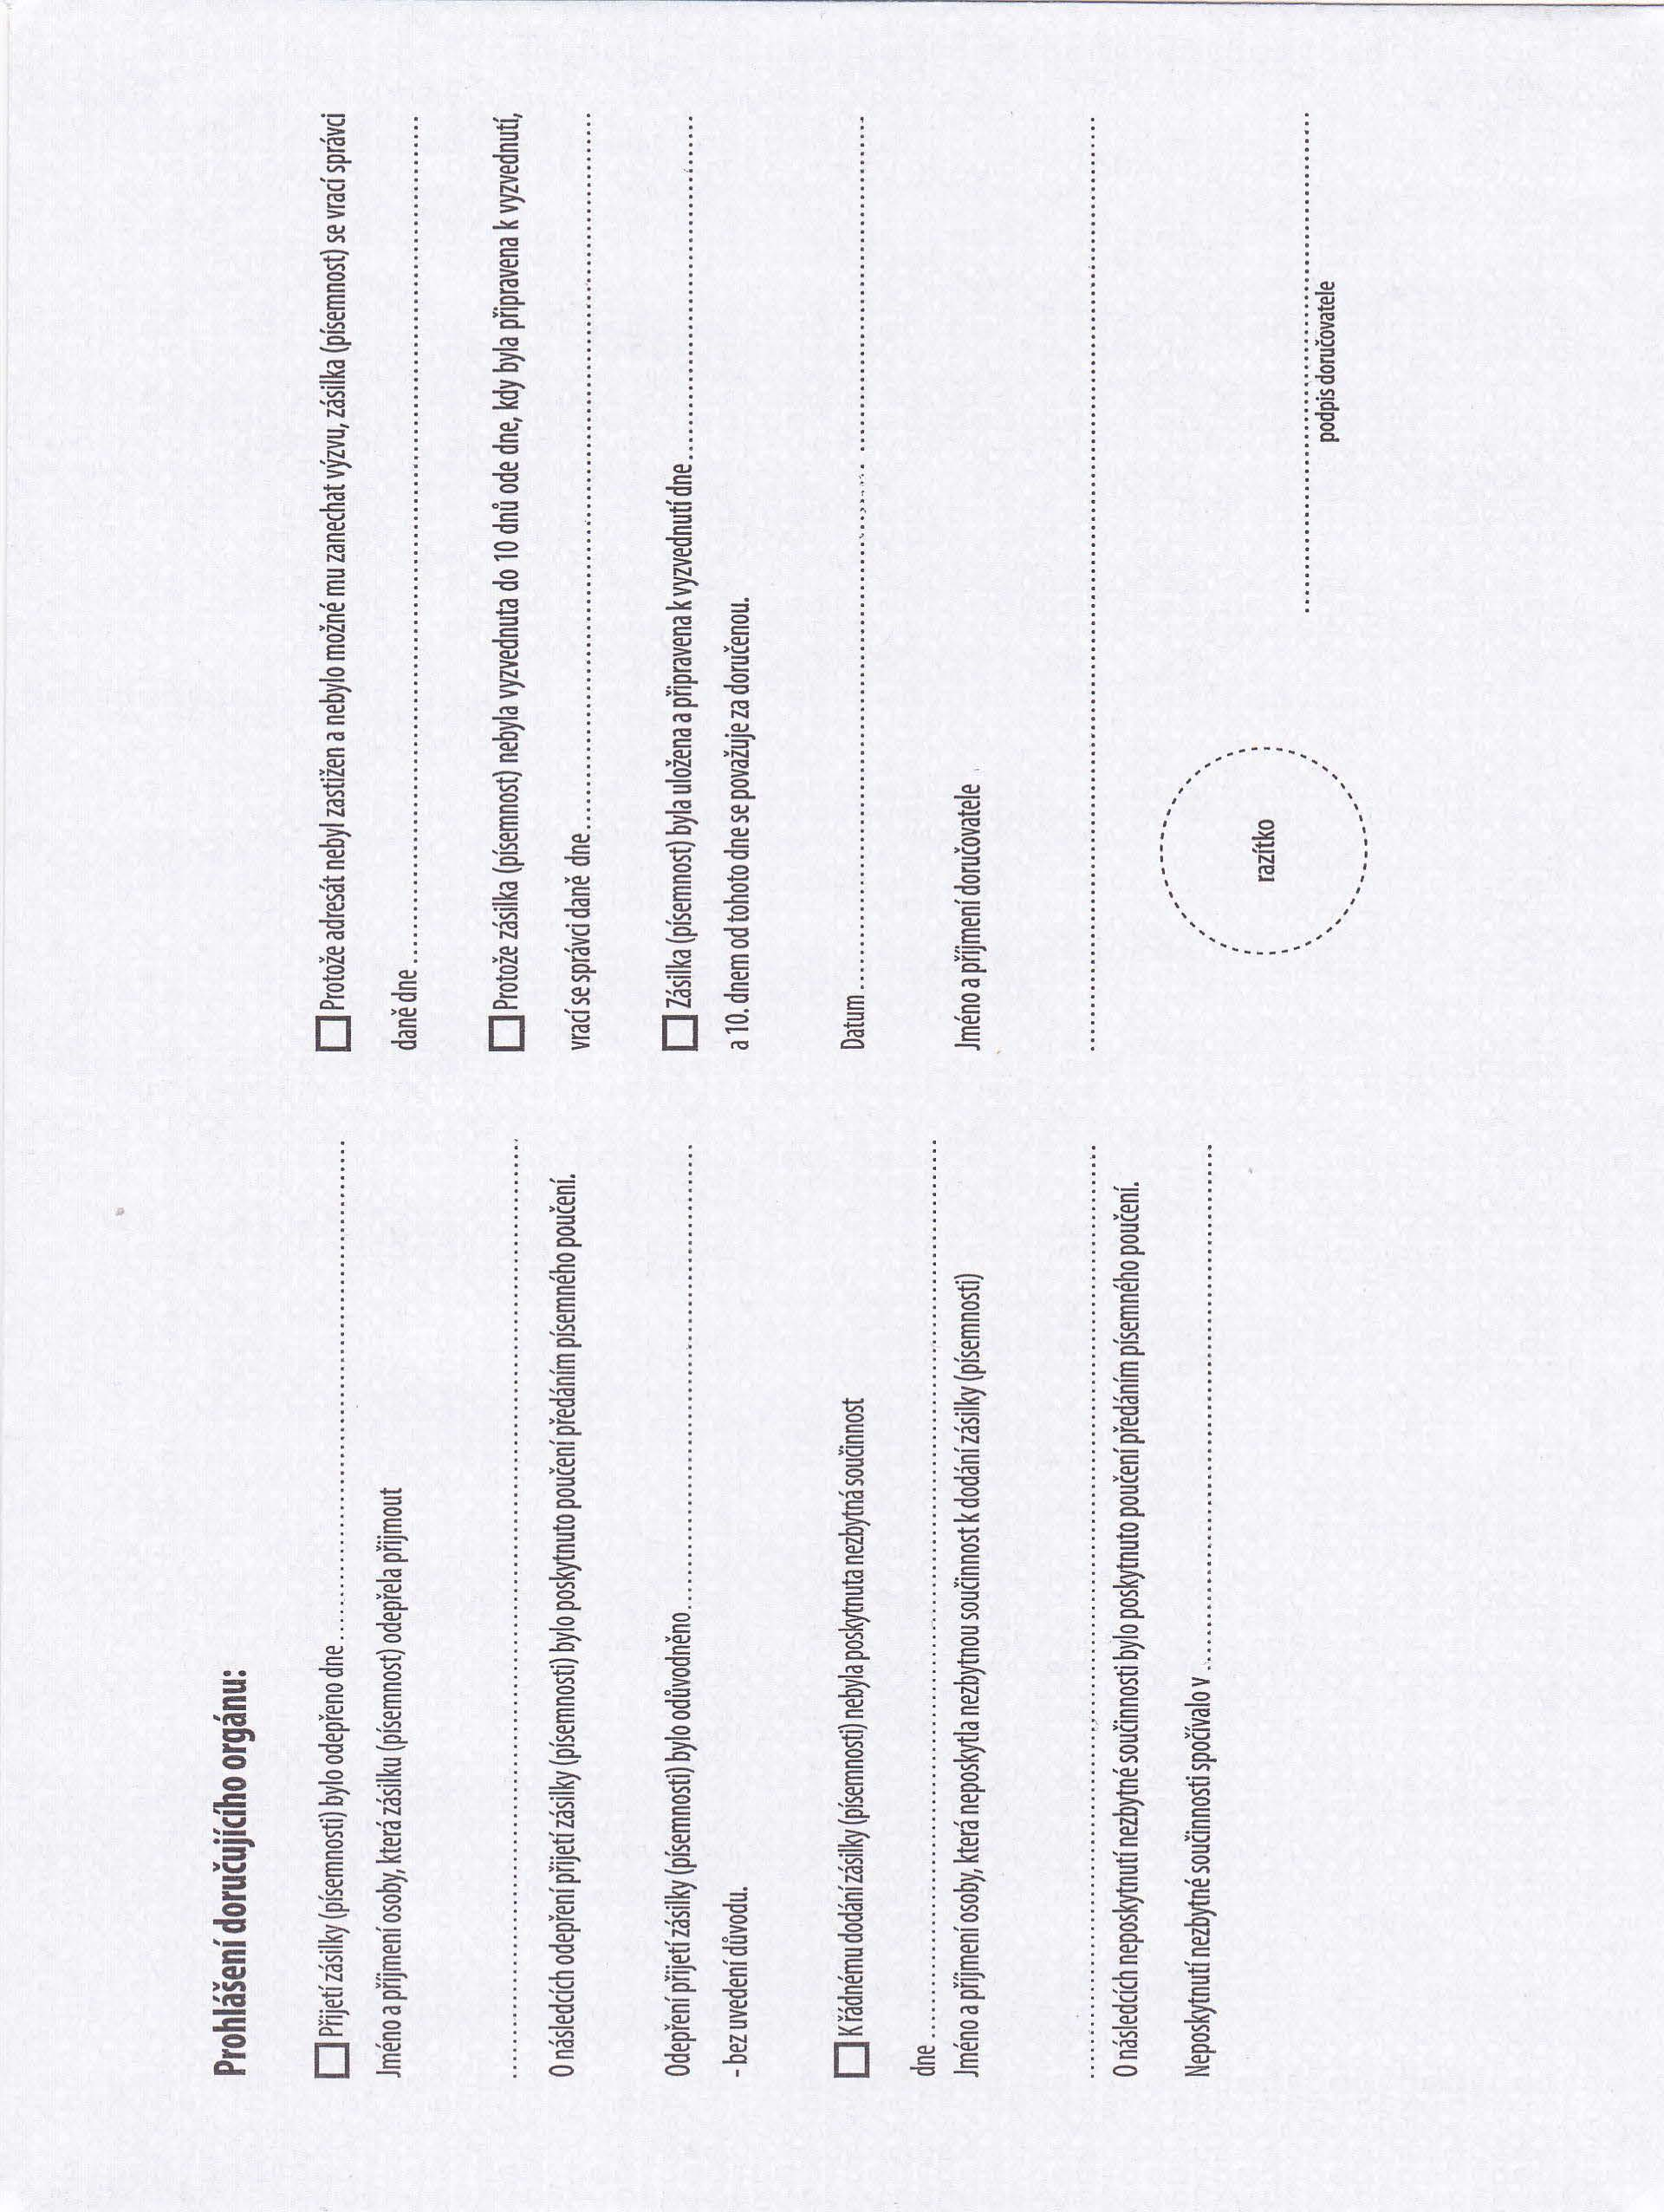 Prohlášení doručujícího orgánu:
Přijetí zásilky (písemnosti) bylo odepřeno dne
Jméno a příjmení osoby, která zásilku (písemnost) odepřela přijmout
O následcích odepření přijetí zásilky (písemnosti) bylo poskytnuto poučení předáním písemného poučení.
Odepření přijetí zásilky (písemnosti) bylo odůvodněno
- bez uvedení důvodu.
K řádnému dodání zásilky (písemnosti) nebyla poskytnuta nezbytná součinnost
dne
Jméno a příjmení osoby, která neposkytla nezbytnou součinnost k dodání zásilky (písemnosti)
O následcích neposkytnutí nezbytné součinnosti bylo poskytnuto poučení předáním písemného poučení.
Neposkytnutí nezbytné součinnosti spočívalo v
Protože adresát nebyl zastižen a nebylo možné mu zanechat výzvu, zásilka (písemnost) se vrací správci
daně dne
Protože zásilka (písemnost) nebyla vyzvednuta do 10 dnů ode dne, kdy byla připravena k vyzvednutí,
vrací se správci daně dne
Zásilka (písemnost) byla uložena a připravena k vyzvednutí dne
a 10. dnem od tohoto dne se považuje za doručenou.
Datum
Jméno a příjmení doručovatele
razítko
podpis doručovatele